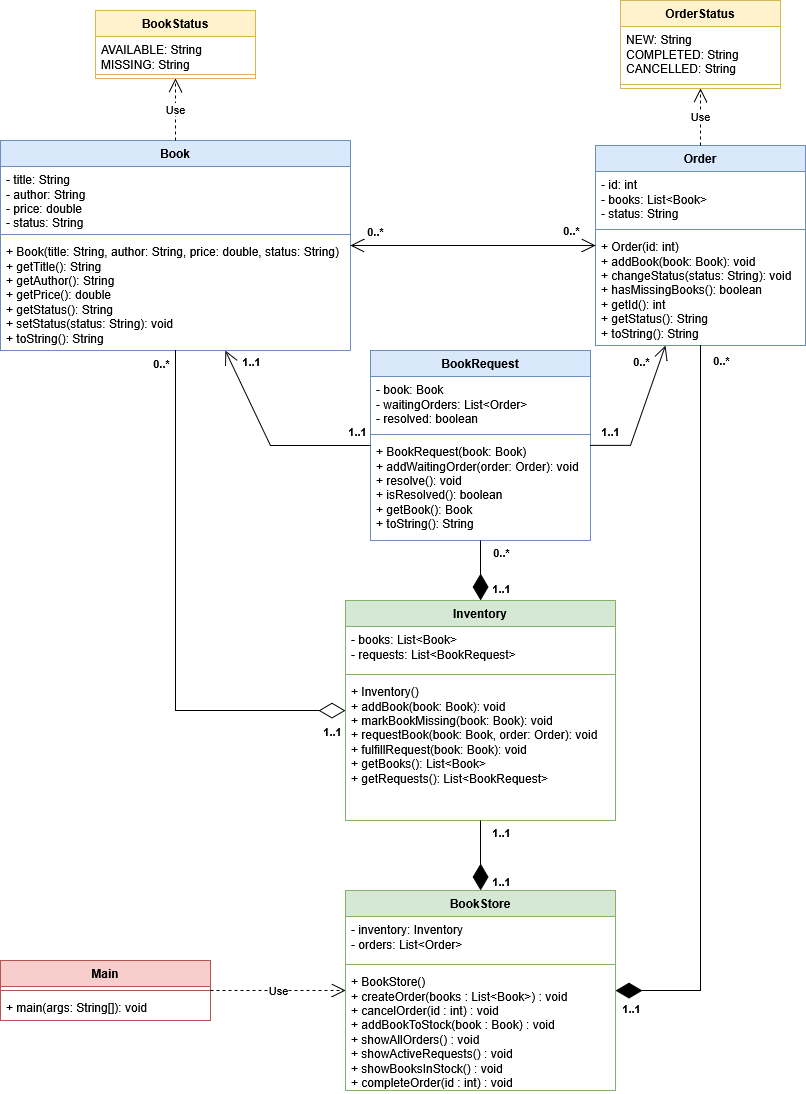 BookStatus
AVAILABLE: String
MISSING: String
OrderStatus
NEW: String
COMPLETED: String
CANCELLED: String
Use
Use
Book
- title: String
- author: String
- price: double
- status: String
+ Book(title: String, author: String, price: double, status: String)
+ getTitle(): String
+ getAuthor(): String
+ getPrice(): double
+ getStatus(): String
+ setStatus(status: String): void
+ toString(): String
0..*
0..*
Order
- id: int
- books: List<Book>
- status: String
+ Order(id: int)
+ addBook(book: Book): void
+ changeStatus(status: String): void
+ hasMissingBooks(): boolean
+ getId(): int
+ getStatus(): String
+ toString(): String
0..*
1..1
0..*
0..*
1..1
1..1
BookRequest
- book: Book
- waitingOrders: List<Order>
- resolved: boolean
+ BookRequest(book: Book)
+ addWaitingOrder(order: Order): void
+ resolve(): void
+ isResolved(): boolean
+ getBook(): Book
+ toString(): String
0..*
1..1
Inventory
- books: List<Book>
- requests: List<BookRequest>
+ Inventory()
+ addBook(book: Book): void
+ markBookMissing(book: Book): void
+ requestBook(book: Book, order: Order): void
+ fulfillRequest(book: Book): void
+ getBooks(): List<Book>
+ getRequests(): List<BookRequest>
1..1
1..1
1..1
BookStore
- inventory: Inventory
- orders: List<Order>
+ BookStore()
+ createOrder(books : List<Book>) : void
+ cancelOrder(id : int) : void
+ addBookToStock(book : Book) : void
+ showAllOrders() : void
+ showActiveRequests() : void
+ showBooksInStock() : void
+ completeOrder(id : int) : void
1..1
Main
+ main(args: String[]): void
Use